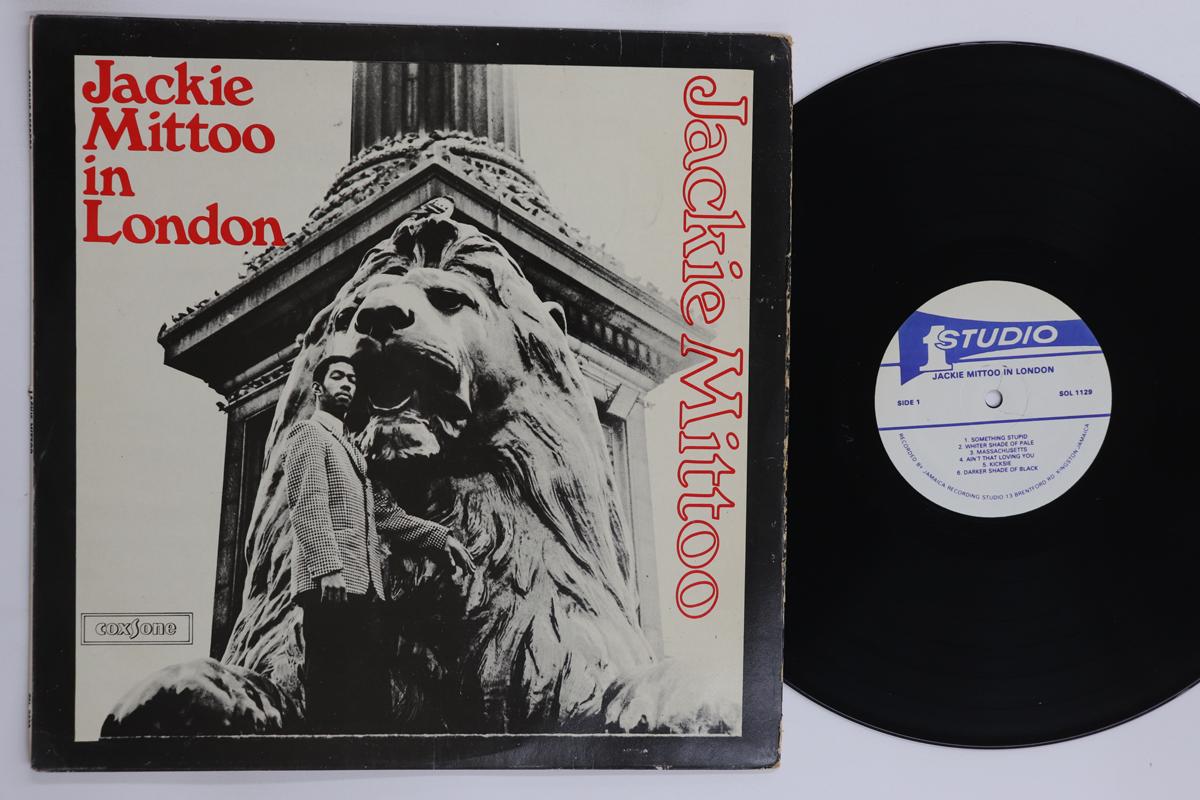 Jackie
Mittoo
in
London
Jackie Mittoo
coxsone
1 STUDIO
JACKIE MITTOO IN LONDON
SIDE 1
SOL 1129
1. SOMETHING STUPID
2. WHITER SHADE OF PALE
3. MASSACHUSETTS
4. AIN'T THAT LOVING YOU
5. KICKSIE
6. DARKER SHADE OF BLACK
RECORDED BY JAMAICA RECORDING STUDIO 13 BRENTFORD RD. KINGSTON JAMAICA